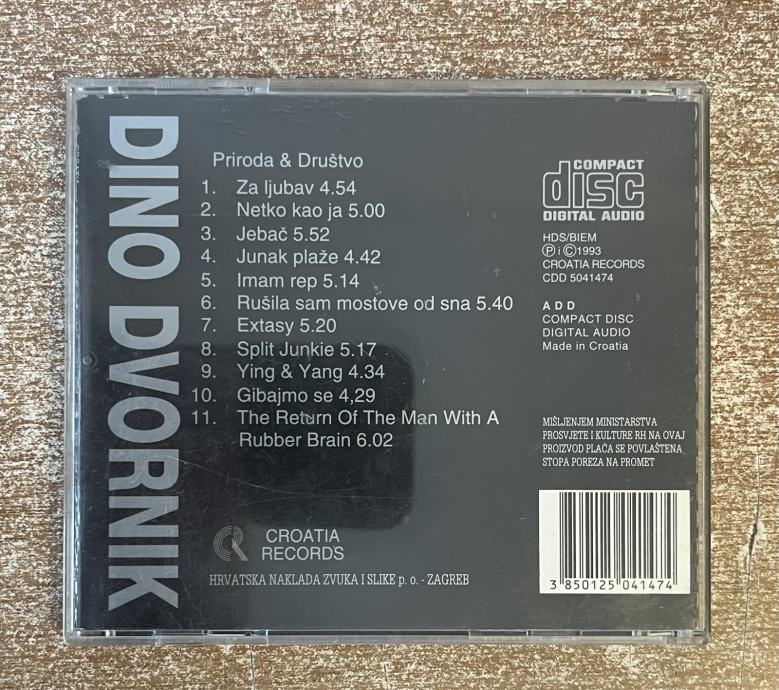 DINO DVORNIK
Priroda & Društvo
1. Za ljubav 4.54
2. Netko kao ja 5.00
3. Jebač 5.52
4. Junak plaže 4.42
5. Imam rep 5.14
6. Rušila sam mostove od sna 5.40
7. Extasy 5.20
8. Split Junkie 5.17
9. Ying & Yang 4.34
10. Gibajmo se 4,29
11. The Return Of The Man With A
Rubber Brain 6.02
CROATIA
RECORDS
HRVATSKA NAKLADA ZVUKA I SLIKE p. o. - ZAGREB
COMPACT
disc
DIGITAL AUDIO
HDS/BIEM
Ⓟ i Ⓒ 1993
CROATIA RECORDS
CDD 5041474
A D D
COMPACT DISC
DIGITAL AUDIO
Made in Croatia
MIŠLJENJEM MINISTARSTVA
PROSVJETE I KULTURE RH NA OVAJ
PROIZVOD PLAĆA SE POVLAŠTENA
STOPA POREZA NA PROMET
3 850125 041474